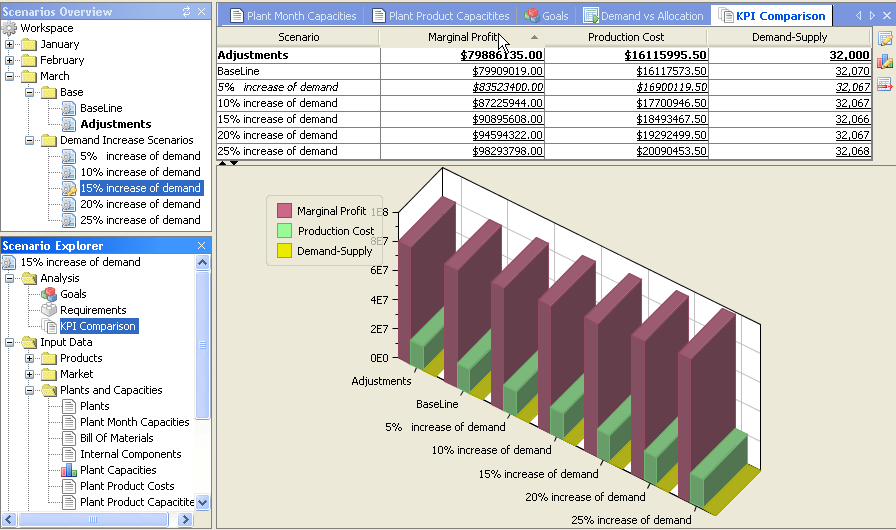 Scenarios Overview
Workspace
January
February
March
Base
BaseLine
Adjustments
Demand Increase Scenarios
5% increase of demand
10% increase of demand
15% increase of demand
20% increase of demand
25% increase of demand
Scenario Explorer
15% increase of demand
Analysis
Goals
Requirements
KPI Comparison
Input Data
Products
Market
Plants and Capacities
Plants
Plant Month Capacities
Bill Of Materials
Internal Components
Plant Capacities
Plant Product Costs
Plant Product Capacitite
Plant Month Capacities Plant Product Capacitites Goals Demand vs Allocation KPI Comparison
Scenario Marginal Profit Production Cost Demand-Supply
Adjustments $79886135.00 $16115995.50 32,000
BaseLine $79909019.00 $16117573.50 32,070
5% increase of demand $83523400.00 $16900119.50 32,067
10% increase of demand $87225944.00 $17700946.50 32,067
15% increase of demand $90895608.00 $18493467.50 32,066
20% increase of demand $94594322.00 $19292499.50 32,067
25% increase of demand $98293798.00 $20090453.50 32,068
Marginal Profit
Production Cost
Demand-Supply
1E8
8E7
6E7
4E7
2E7
0E0
Adjustments
BaseLine
5% increase of demand
10% increase of demand
15% increase of demand
20% increase of demand
25% increase of demand